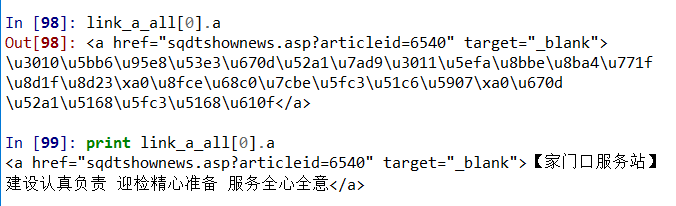 In [98]: link_a_all[0].a
Out[98]: <a href="sqdtshownews.asp?articleid=6540" target="_blank">
\u3010\u5bb6\u95e8\u53e3\u670d\u52a1\u7ad9\u3011\u5efa\u8bbe\u8ba4\u771f
\u8d1f\u8d23\xa0\u8fce\u68c0\u7cbe\u5fc3\u51c6\u5907\xa0\u670d
\u52a1\u5168\u5fc3\u5168\u610f</a>
In [99]: print link_a_all[0].a
<a href="sqdtshownews.asp?articleid=6540" target="_blank">【家门口服务站】
建设认真负责 迎检精心准备 服务全心全意</a>